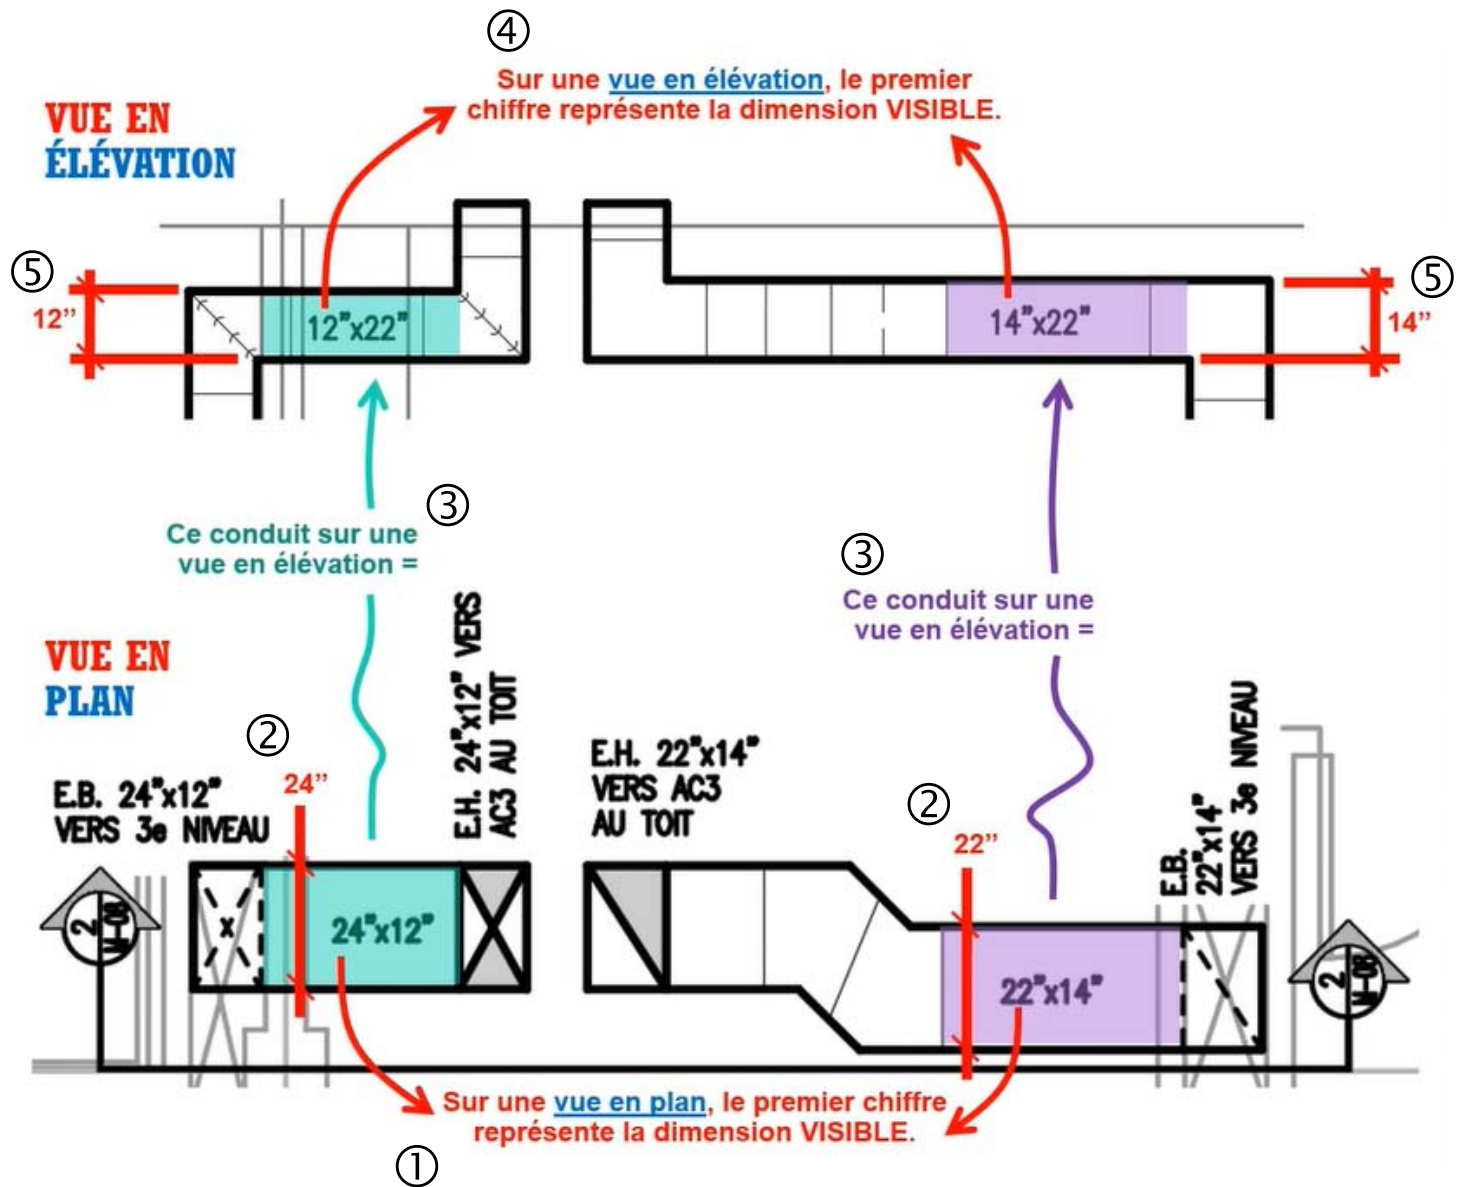 ④
Sur une vue en élévation, le premier
chiffre représente la dimension VISIBLE.
VUE EN
ÉLÉVATION
⑤
12”
12"x22"
14"x22"
⑤
14”
③
Ce conduit sur une
vue en élévation =
③
Ce conduit sur une
vue en élévation =
VUE EN
PLAN
②
24”
E.B. 24"x12"
VERS 3e NIVEAU
E.H. 24"x12" VERS
AC3 AU TOIT
E.H. 22"x14"
VERS AC3
AU TOIT
②
22”
E.B.
22"x14"
VERS 3e NIVEAU
2
M-08
x
24"x12"
22"x14"
2
M-08
Sur une vue en plan, le premier chiffre
représente la dimension VISIBLE.
①